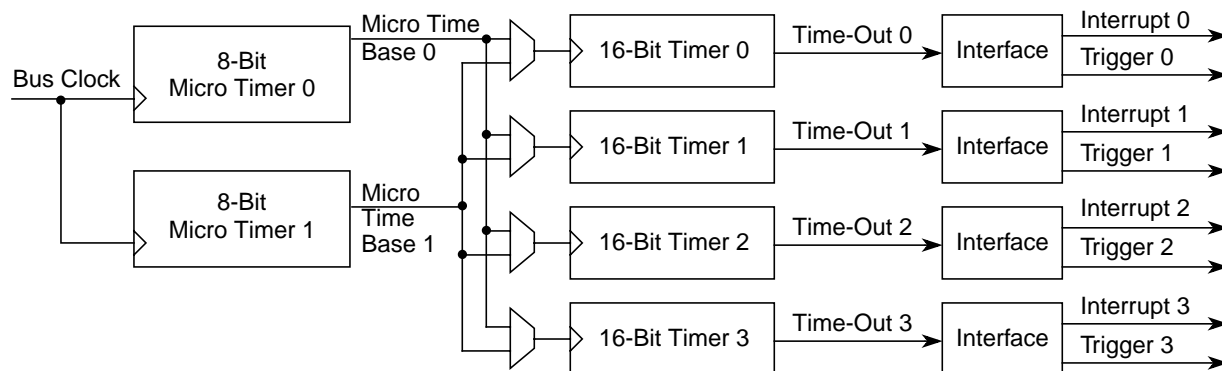 Bus Clock
8-Bit
Micro Timer 0
Micro Time
Base 0
16-Bit Timer 0
Time-Out 0
Interface
Interrupt 0
Trigger 0
16-Bit Timer 1
Time-Out 1
Interface
Interrupt 1
Trigger 1
8-Bit
Micro Timer 1
Micro
Time
Base 1
16-Bit Timer 2
Time-Out 2
Interface
Interrupt 2
Trigger 2
16-Bit Timer 3
Time-Out 3
Interface
Interrupt 3
Trigger 3